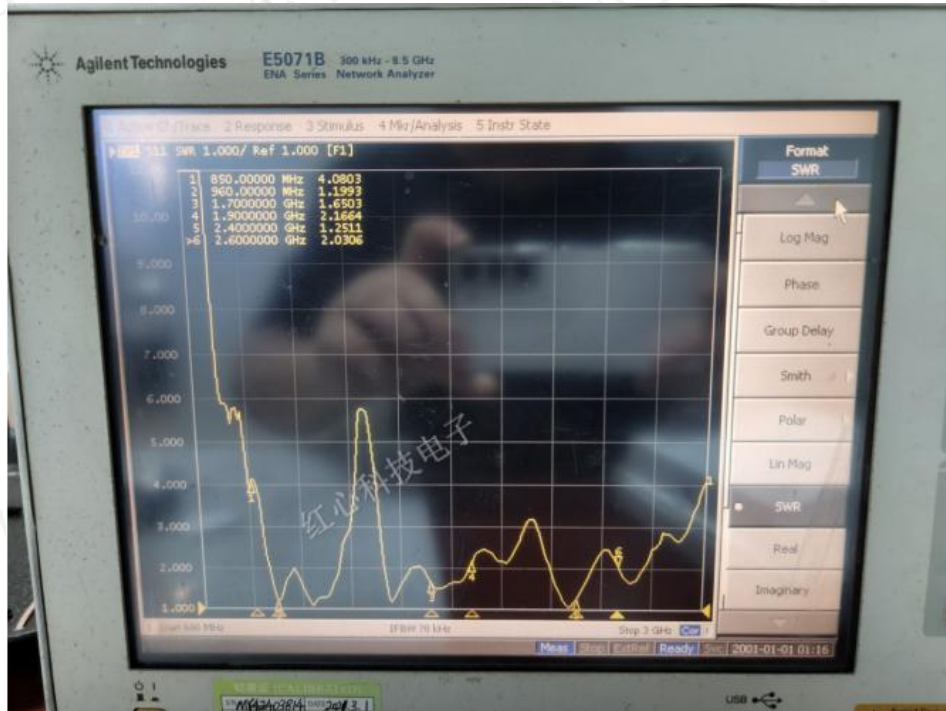 Agilent Technologies E5071B 300 kHz - 8.5 GHz
ENA Series Network Analyzer
2 Response 3 Stimulus 4 Mkr/Analysis 5 Instr State
S11 SWR 1.000/ Ref 1.000 [F1]
Format
SWR
1 850.00000 MHz 4.0803
2 960.00000 MHz 1.1993
3 1.7000000 GHz 1.6503
4 1.9000000 GHz 2.1664
5 2.4000000 GHz 1.2511
>6 2.6000000 GHz 2.0306
10.00
9.000
8.000
7.000
6.000
5.000
4.000
3.000
2.000
1.000
Log Mag
Phase
Group Delay
Smith
Polar
Lin Mag
SWR
Real
Imaginary
红心科技电子
IFBW 70 kHz
Stop 3 GHz Cor
Meas Stop ExtRef Ready Svc 2001-01-01 01:16
USB